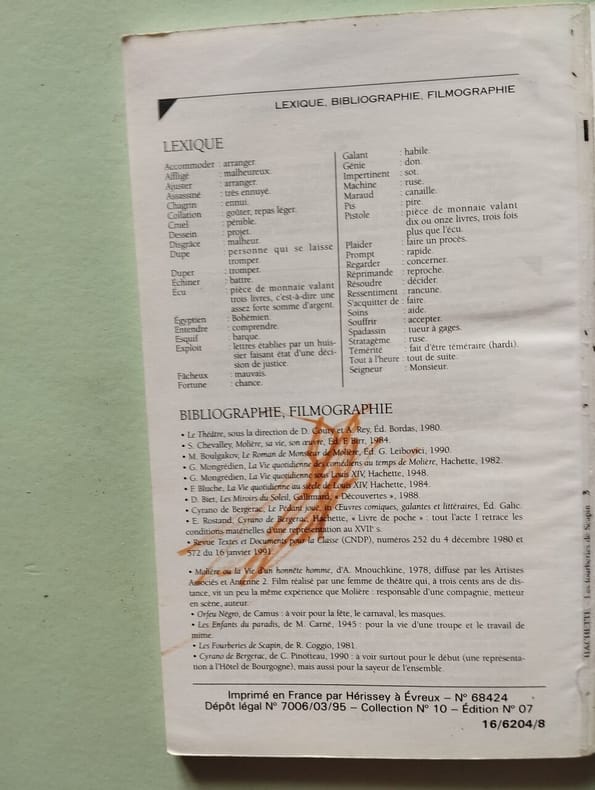 LEXIQUE, BIBLIOGRAPHIE, FILMOGRAPHIE
LEXIQUE
Accommoder : arranger.
Affligé : malheureux.
Ajuster : arranger.
Assassiné : très ennuyé.
Chagrin : ennui.
Collation : goûter, repas léger.
Cruel : pénible.
Dessein : projet.
Disgrâce : malheur.
Dupe : personne qui se laisse
tromper.
Duper : tromper.
Échiner : battre.
Écu : pièce de monnaie valant
trois livres, c'est-à-dire une
assez forte somme d'argent.
Égyptien : Bohémien.
Entendre : comprendre.
Esquif : barque.
Exploit : lettres établies par un huis-
sier faisant état d'une déci-
sion de justice.
Fâcheux : mauvais.
Fortune : chance.
Galant : habile.
Génie : don.
Impertinent : sot.
Machine : ruse.
Maraud : canaille.
Pis : pire.
Pistole : pièce de monnaie valant
dix ou onze livres, trois fois
plus que l'écu.
Plaider : faire un procès.
Prompt : rapide.
Regarder : concerner.
Réprimande : reproche.
Résoudre : décider.
Ressentiment : rancune.
S'acquitter de : faire.
Soins : aide.
Souffrir : accepter.
Spadassin : tueur à gages.
Stratagème : ruse.
Témérité : fait d'être téméraire (hardi).
Tout à l'heure : tout de suite.
Seigneur : Monsieur.
BIBLIOGRAPHIE, FILMOGRAPHIE
• Le Théâtre, sous la direction de D. Couty et A. Rey, Éd. Bordas, 1980.
• S. Chevalley, Molière, sa vie, son œuvre, Éd. F. Birr, 1984.
• M. Boulgakov, Le Roman de Monsieur de Molière, Éd. G. Leibovici, 1990.
• G. Mongrédien, La Vie quotidienne des comédiens au temps de Molière, Hachette, 1982.
• G. Mongrédien, La Vie quotidienne sous Louis XIV, Hachette, 1948.
• F. Bluche, La Vie quotidienne au siècle de Louis XIV, Hachette, 1984.
• D. Biet, Les Miroirs du Soleil, Gallimard, « Découvertes », 1988.
• Cyrano de Bergerac, Le Pédant joué, in Œuvres comiques, galantes et littéraires, Éd. Galic.
• E. Rostand, Cyrano de Bergerac, Hachette, « Livre de poche » : tout l'acte I retrace les
conditions matérielles d'une représentation au XVIIe s.
• Revue Textes et Documents pour la Classe (CNDP), numéros 252 du 4 décembre 1980 et
572 du 16 janvier 1991.
• Molière ou la Vie d'un honnête homme, d'A. Mnouchkine, 1978, diffusé par les Artistes
Associés et Antenne 2. Film réalisé par une femme de théâtre qui, à trois cents ans de dis-
tance, vit un peu la même expérience que Molière : responsable d'une compagnie, metteur
en scène, auteur.
• Orfeu Négro, de Camus : à voir pour la fête, le carnaval, les masques.
• Les Enfants du paradis, de M. Carné, 1945 : pour la vie d'une troupe et le travail de
mime.
• Les Fourberies de Scapin, de R. Coggio, 1981.
• Cyrano de Bergerac, de C. Pinotteau, 1990 : à voir surtout pour le début (une représenta-
tion à l'Hôtel de Bourgogne), mais aussi pour la saveur de l'ensemble.
Imprimé en France par Hérissey à Évreux – N° 68424
Dépôt légal N° 7006/03/95 – Collection N° 10 – Édition N° 07
16/6204/8
HACHETTE Les fourberies de Scapin 3